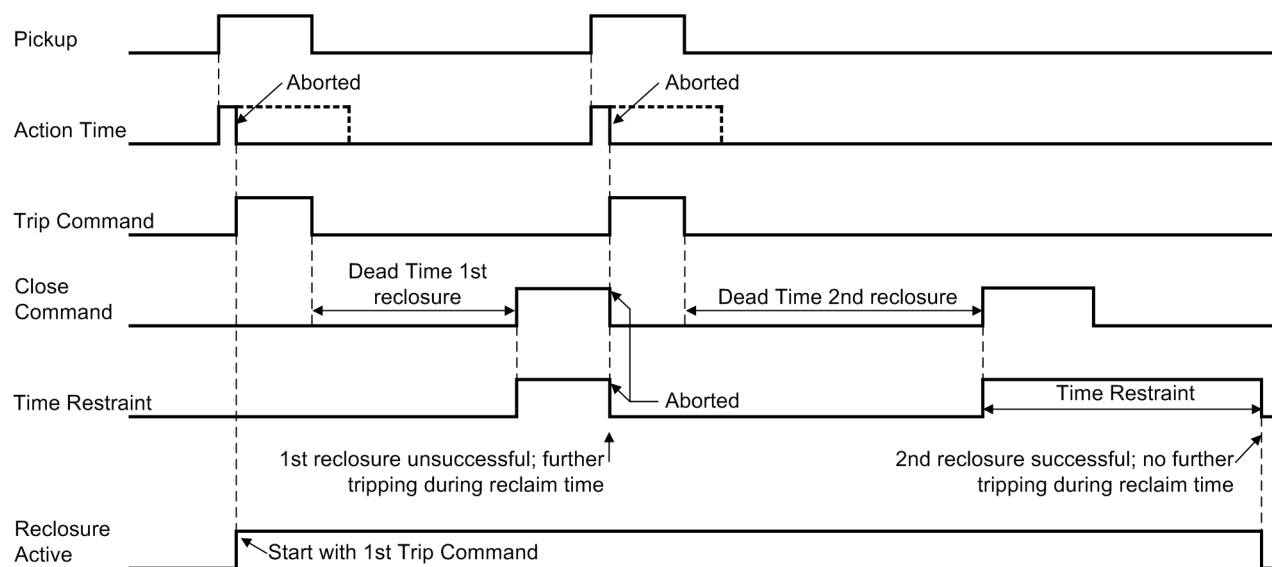 Pickup
Aborted
Aborted
Action Time
Trip Command
Dead Time 1st
reclosure
Close
Command
Dead Time 2nd reclosure
Time Restraint
Aborted
Time Restraint
1st reclosure unsuccessful; further
tripping during reclaim time
2nd reclosure successful; no further
tripping during reclaim time
Reclosure
Active
Start with 1st Trip Command